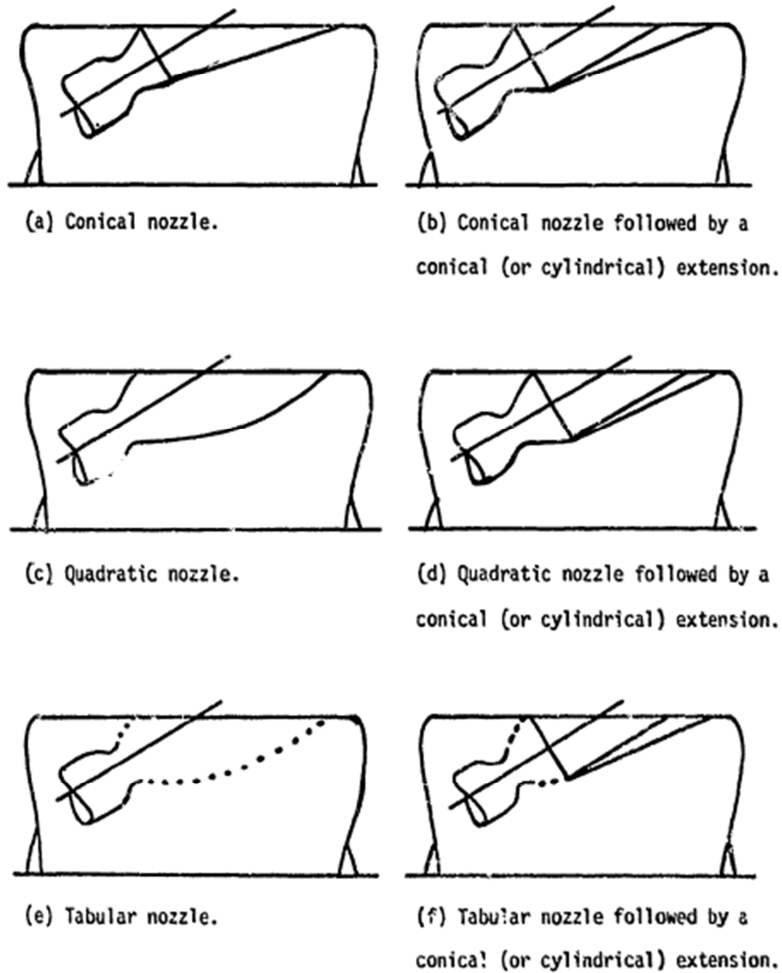 (a) Conical nozzle.
(b) Conical nozzle followed by a
conical (or cylindrical) extension.
(c) Quadratic nozzle.
(d) Quadratic nozzle followed by a
conical (or cylindrical) extension.
(e) Tabular nozzle.
(f) Tabular nozzle followed by a
conical (or cylindrical) extension.